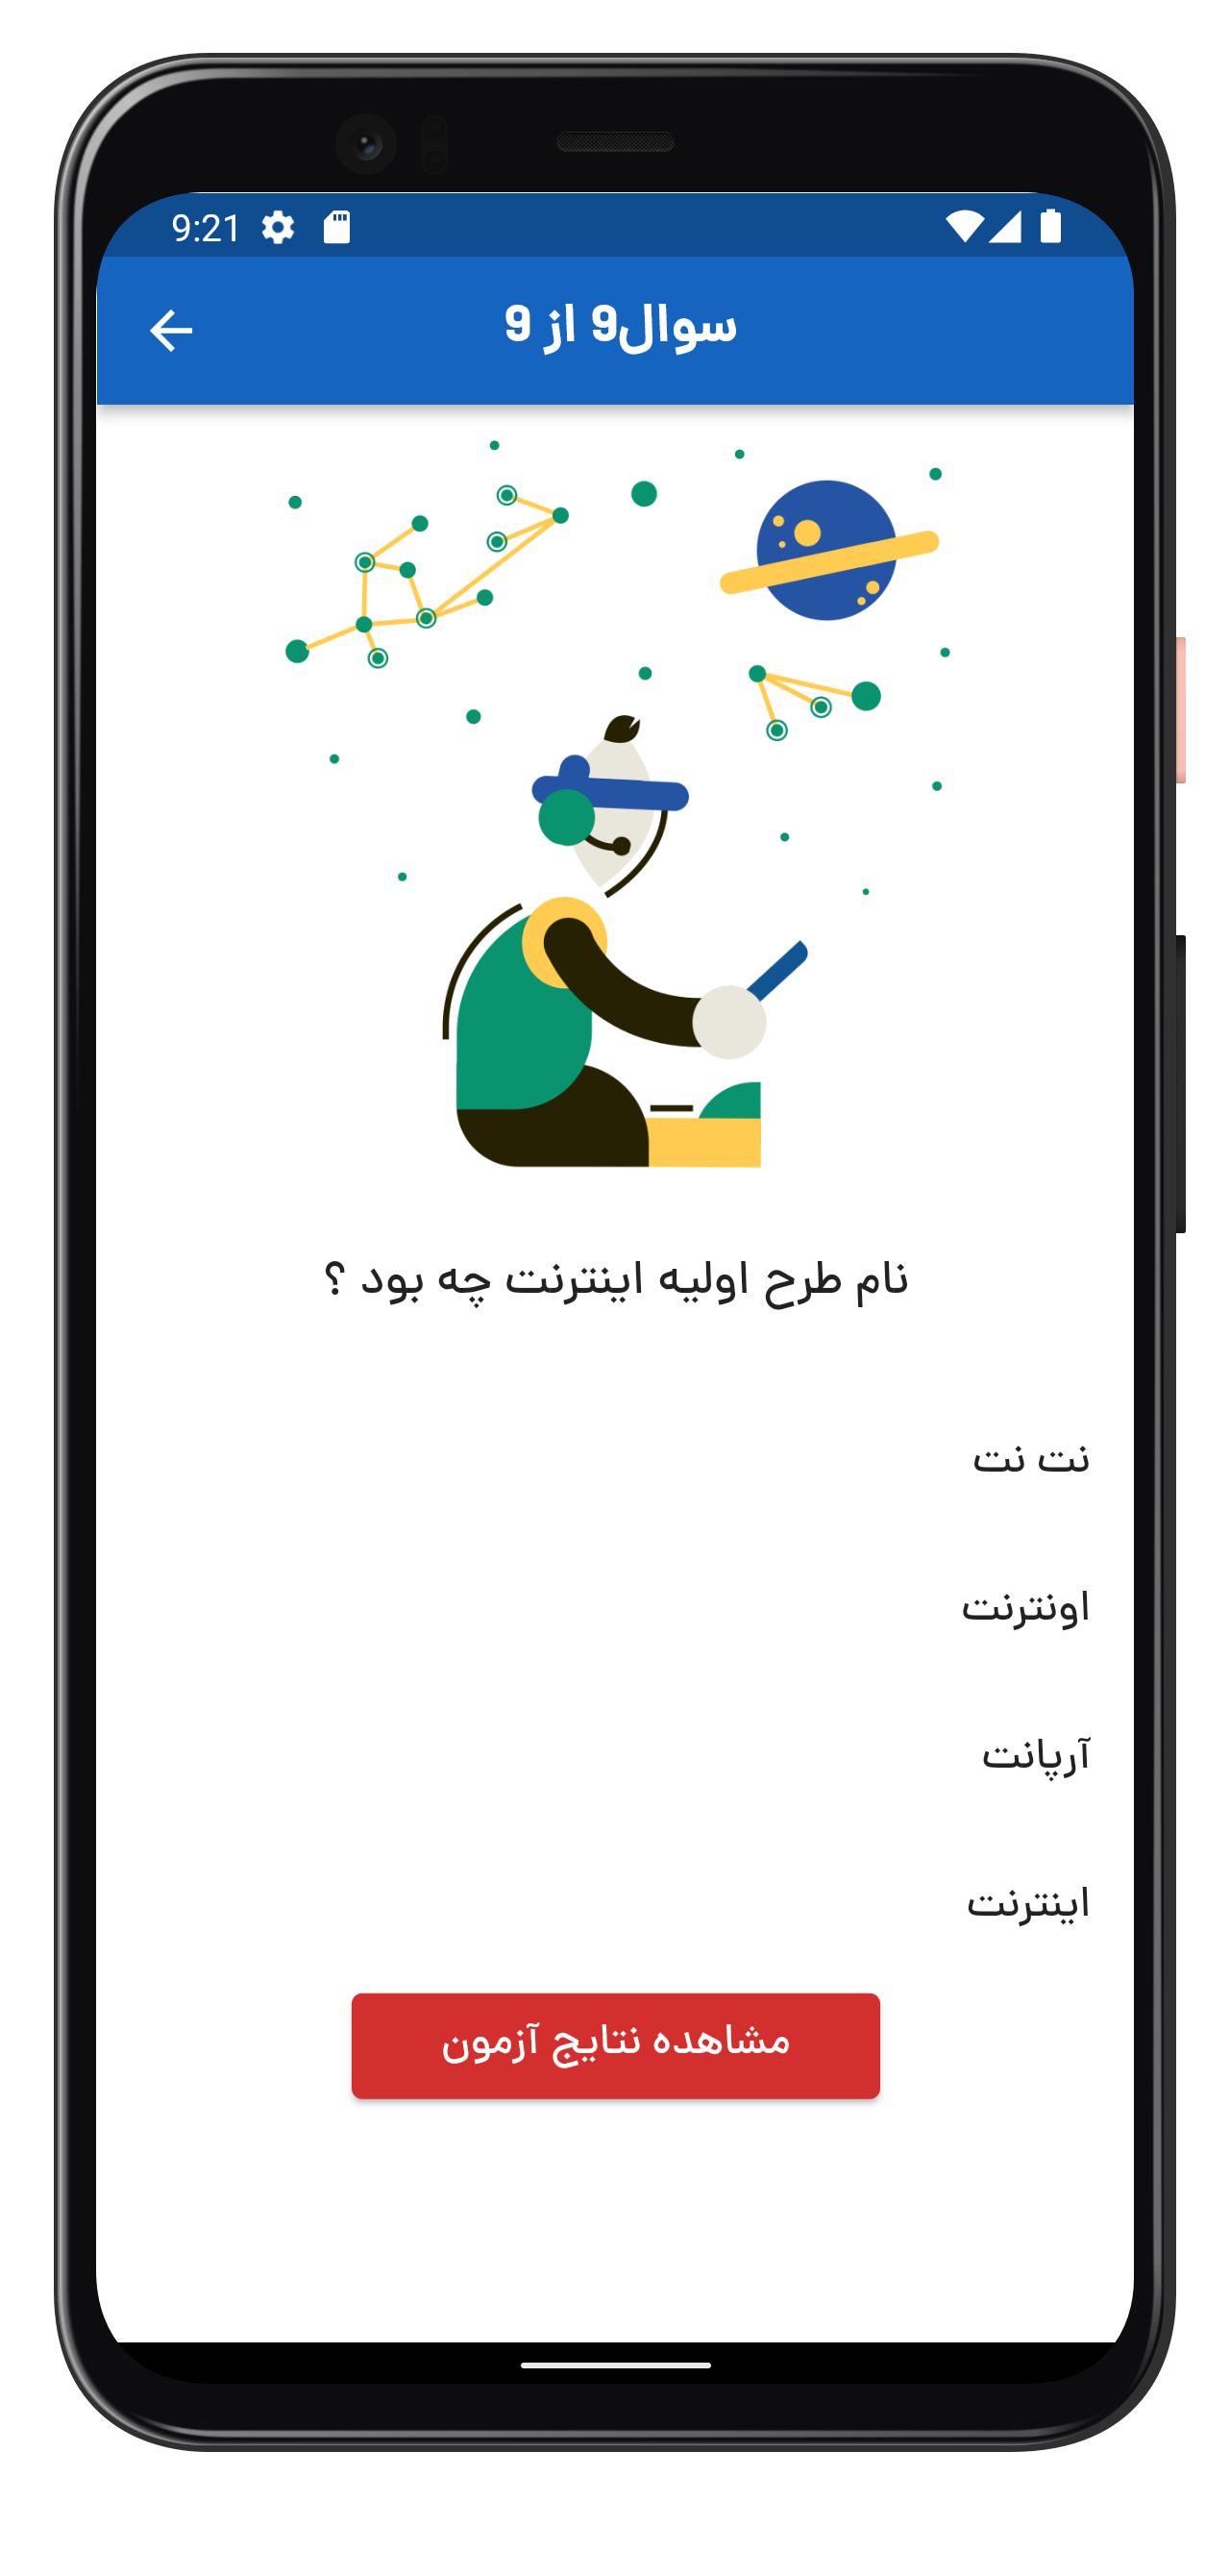 9:21
سوال9 از 9
نام طرح اولیه اینترنت چه بود ؟
نت نت
اونترنت
آرپانت
اینترنت
مشاهده نتایج آزمون